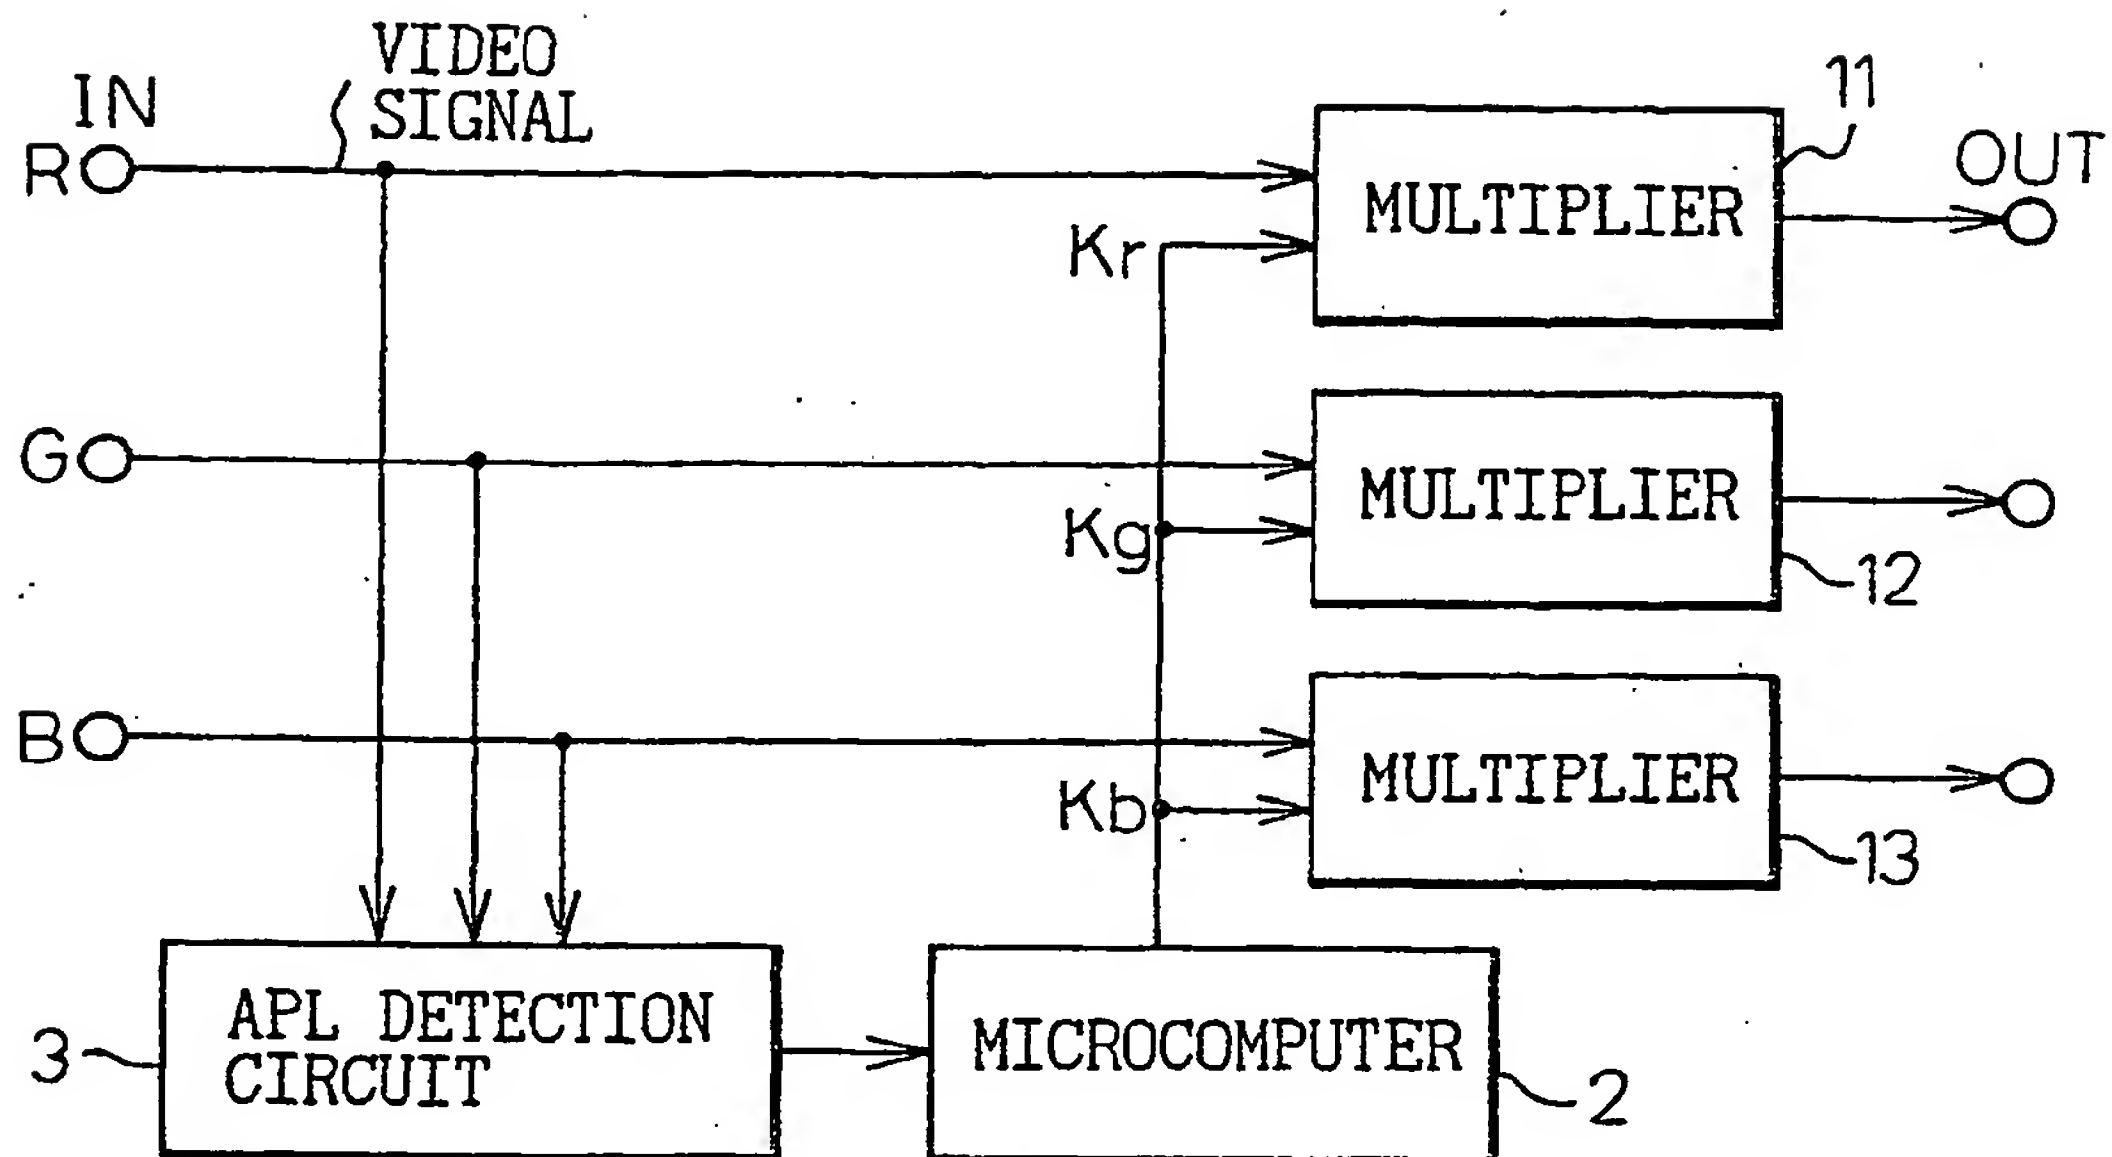 VIDEO
SIGNAL
IN
R
11
OUT
MULTIPLIER
Kr
G
MULTIPLIER
Kg
12
B
MULTIPLIER
Kb
13
APL DETECTION
CIRCUIT
3
MICROCOMPUTER
2